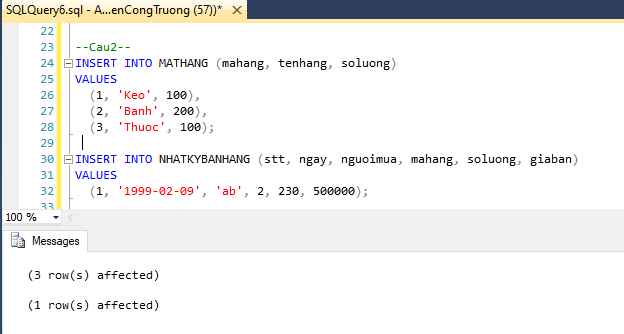 SQLQuery6.sql - A...enCongTruong (57))*
22
23 --Cau2--
24 INSERT INTO MATHANG (mahang, tenhang, soluong)
25 VALUES
26 (1, 'Keo', 100),
27 (2, 'Banh', 200),
28 (3, 'Thuoc', 100);
29
30 INSERT INTO NHATKYBANHANG (stt, ngay, nguoimua, mahang, soluong, giaban)
31 VALUES
32 (1, '1999-02-09', 'ab', 2, 230, 500000);
33
100 %
Messages
(3 row(s) affected)
(1 row(s) affected)